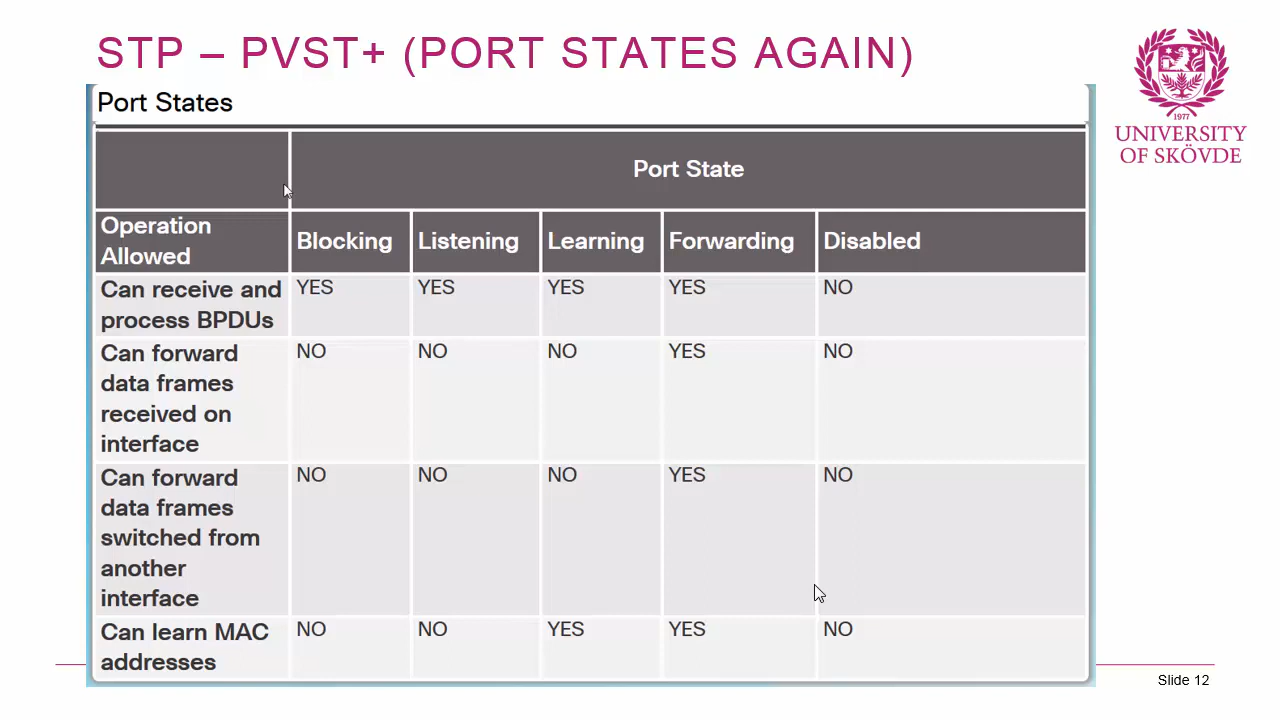 STP – PVST+ (PORT STATES AGAIN)
1977
UNIVERSITY
OF SKÖVDE
Port States
Port State
Operation
Allowed
Blocking
Listening
Learning
Forwarding
Disabled
Can receive and
process BPDUs
YES
YES
YES
YES
NO
Can forward
data frames
received on
interface
NO
NO
NO
YES
NO
Can forward
data frames
switched from
another
interface
NO
NO
NO
YES
NO
Can learn MAC
addresses
NO
NO
YES
YES
NO
Slide 12